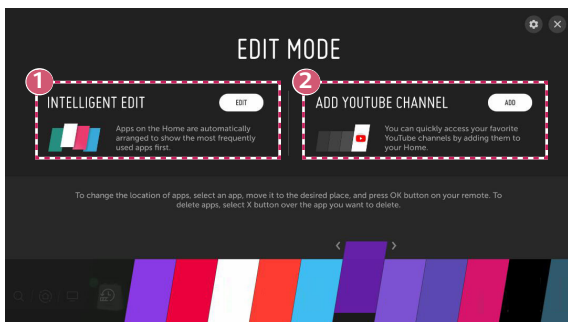 EDIT MODE
1
INTELLIGENT EDIT
EDIT
Apps on the Home are automatically
arranged to show the most frequently
used apps first.
2
ADD YOUTUBE CHANNEL
ADD
You can quickly access your favorite
YouTube channels by adding them to
your Home.
To change the location of apps, select an app, move it to the desired place, and press OK button on your remote. To
delete apps, select X button over the app you want to delete.